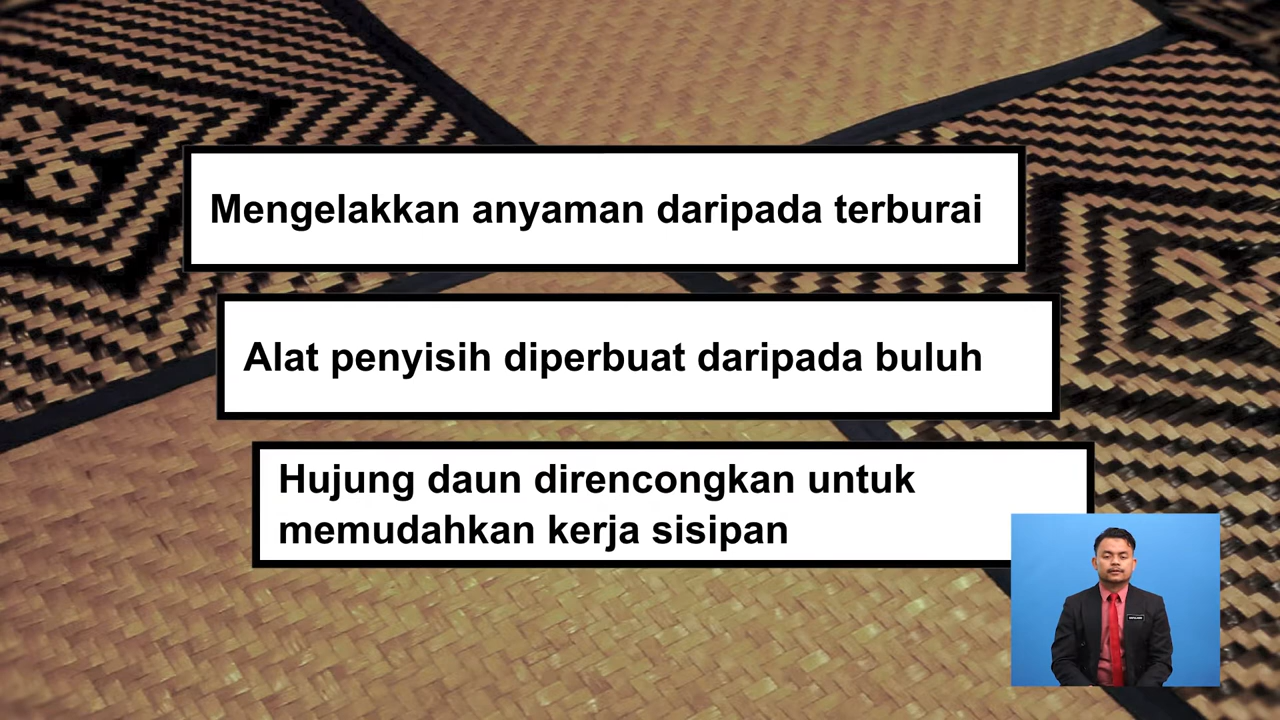 Mengelakkan anyaman daripada terburai
Alat penyisih diperbuat daripada buluh
Hujung daun direncongkan untuk
memudahkan kerja sisipan